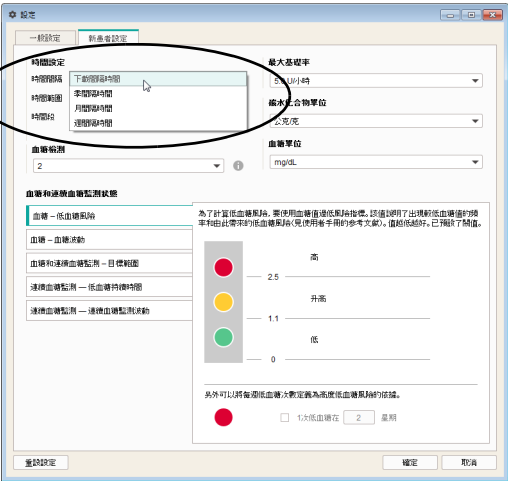 設定
一般設定
新患者設定
時間設定
時間間隔
下載間隔時間
季間隔時間
月間隔時間
週間隔時間
時間範圍
時間段
血糖檢測
2
最大基礎率
5.0 U/小時
碳水化合物單位
公克/克
血糖單位
mg/dL
血糖和連續血糖監測狀態
血糖 – 低血糖風險
血糖 – 血糖波動
血糖和連續血糖監測 – 目標範圍
連續血糖監測 — 低血糖持續時間
連續血糖監測 — 連續血糖監測波動
為了計算低血糖風險, 要使用血糖值過低風險指標。該值說明了出現較低血糖值的頻
率和由此帶來的低血糖風險(見使用者手冊的參考文獻)。值越低越好。已預設了閾值。
高
2.5
升高
1.1
低
0
另外可以將每週低血糖次數定義為高度低血糖風險的依據。
1次低血糖在 2 星期
重設設定
確定
取消